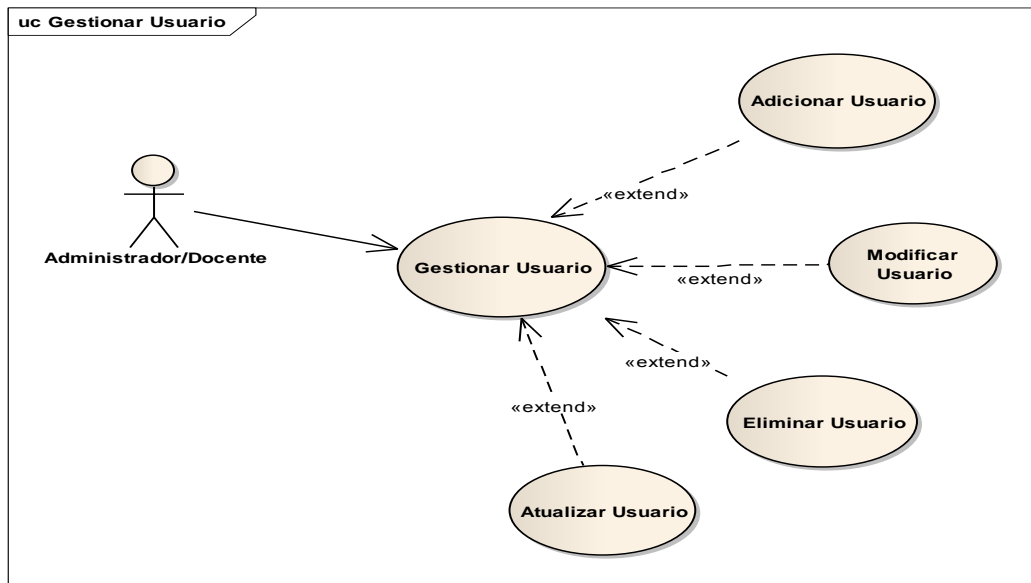 uc Gestionar Usuario
Adicionar Usuario
«extend»
Administrador/Docente
Gestionar Usuario
Modificar
Usuario
«extend»
«extend»
Eliminar Usuario
«extend»
Atualizar Usuario